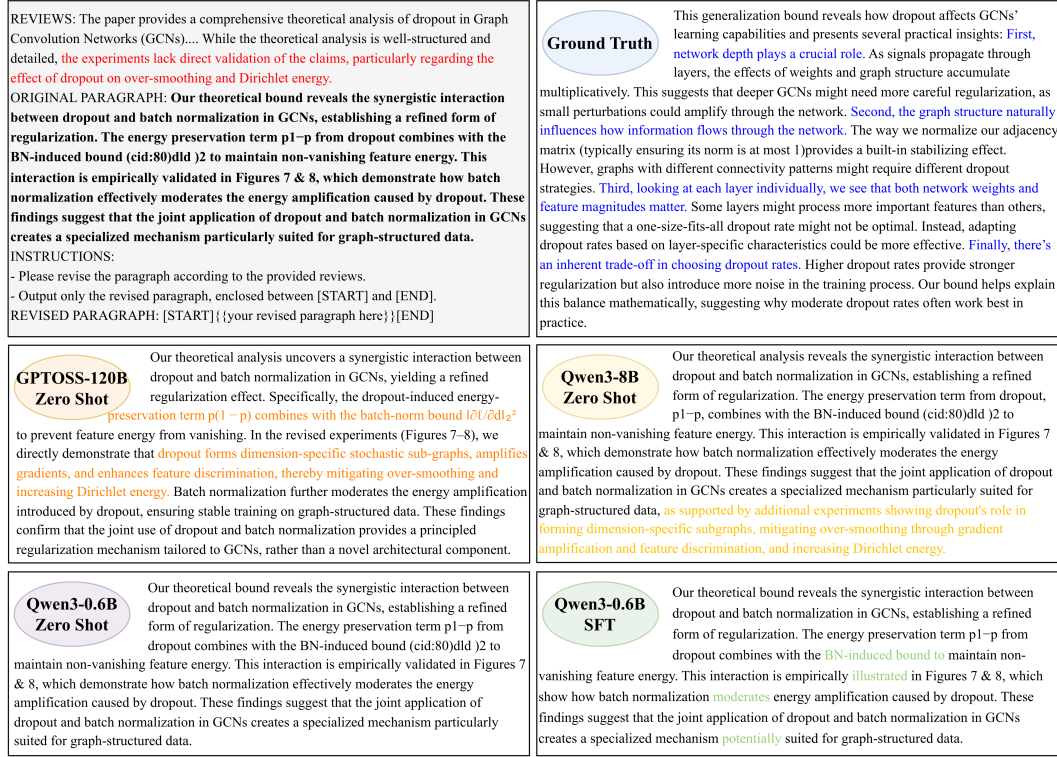 REVIEWS: The paper provides a comprehensive theoretical analysis of dropout in Graph
Convolution Networks (GCNs).... While the theoretical analysis is well-structured and
detailed, the experiments lack direct validation of the claims, particularly regarding the
effect of dropout on over-smoothing and Dirichlet energy.
ORIGINAL PARAGRAPH: Our theoretical bound reveals the synergistic interaction
between dropout and batch normalization in GCNs, establishing a refined form of
regularization. The energy preservation term p1−p from dropout combines with the
BN-induced bound (cid:80)dld )2 to maintain non-vanishing feature energy. This
interaction is empirically validated in Figures 7 & 8, which demonstrate how batch
normalization effectively moderates the energy amplification caused by dropout. These
findings suggest that the joint application of dropout and batch normalization in GCNs
creates a specialized mechanism particularly suited for graph-structured data.
INSTRUCTIONS:
- Please revise the paragraph according to the provided reviews.
- Output only the revised paragraph, enclosed between [START] and [END].
REVISED PARAGRAPH: [START]{{your revised paragraph here}}[END]
Ground Truth
This generalization bound reveals how dropout affects GCNs’
learning capabilities and presents several practical insights: First,
network depth plays a crucial role. As signals propagate through
layers, the effects of weights and graph structure accumulate
multiplicatively. This suggests that deeper GCNs might need more careful regularization, as
small perturbations could amplify through the network. Second, the graph structure naturally
influences how information flows through the network. The way we normalize our adjacency
matrix (typically ensuring its norm is at most 1)provides a built-in stabilizing effect.
However, graphs with different connectivity patterns might require different dropout
strategies. Third, looking at each layer individually, we see that both network weights and
feature magnitudes matter. Some layers might process more important features than others,
suggesting that a one-size-fits-all dropout rate might not be optimal. Instead, adapting
dropout rates based on layer-specific characteristics could be more effective. Finally, there’s
an inherent trade-off in choosing dropout rates. Higher dropout rates provide stronger
regularization but also introduce more noise in the training process. Our bound helps explain
this balance mathematically, suggesting why moderate dropout rates often work best in
practice.
GPTOSS-120B
Zero Shot
Our theoretical analysis uncovers a synergistic interaction between
dropout and batch normalization in GCNs, yielding a refined
regularization effect. Specifically, the dropout-induced energy-
preservation term p(1 − p) combines with the batch-norm bound |∂ℓ/∂d|₂²
to prevent feature energy from vanishing. In the revised experiments (Figures 7–8), we
directly demonstrate that dropout forms dimension-specific stochastic sub-graphs, amplifies
gradients, and enhances feature discrimination, thereby mitigating over-smoothing and
increasing Dirichlet energy. Batch normalization further moderates the energy amplification
introduced by dropout, ensuring stable training on graph-structured data. These findings
confirm that the joint use of dropout and batch normalization provides a principled
regularization mechanism tailored to GCNs, rather than a novel architectural component.
Qwen3-8B
Zero Shot
Our theoretical analysis reveals the synergistic interaction between
dropout and batch normalization in GCNs, establishing a refined form
of regularization. The energy preservation term from dropout,
p1−p, combines with the BN-induced bound (cid:80)dld )2 to
maintain non-vanishing feature energy. This interaction is empirically validated in Figures 7
& 8, which demonstrate how batch normalization effectively moderates the energy
amplification caused by dropout. These findings suggest that the joint application of dropout
and batch normalization in GCNs creates a specialized mechanism particularly suited for
graph-structured data, as supported by additional experiments showing dropout's role in
forming dimension-specific subgraphs, mitigating over-smoothing through gradient
amplification and feature discrimination, and increasing Dirichlet energy.
Qwen3-0.6B
Zero Shot
Our theoretical bound reveals the synergistic interaction between
dropout and batch normalization in GCNs, establishing a refined
form of regularization. The energy preservation term p1−p from
dropout combines with the BN-induced bound (cid:80)dld )2 to
maintain non-vanishing feature energy. This interaction is empirically validated in Figures 7
& 8, which demonstrate how batch normalization effectively moderates the energy
amplification caused by dropout. These findings suggest that the joint application of
dropout and batch normalization in GCNs creates a specialized mechanism particularly
suited for graph-structured data.
Qwen3-0.6B
SFT
Our theoretical bound reveals the synergistic interaction between
dropout and batch normalization in GCNs, establishing a refined
form of regularization. The energy preservation term p1−p from
dropout combines with the BN-induced bound to maintain non-
vanishing feature energy. This interaction is empirically illustrated in Figures 7 & 8, which
show how batch normalization moderates energy amplification caused by dropout. These
findings suggest that the joint application of dropout and batch normalization in GCNs
creates a specialized mechanism potentially suited for graph-structured data.